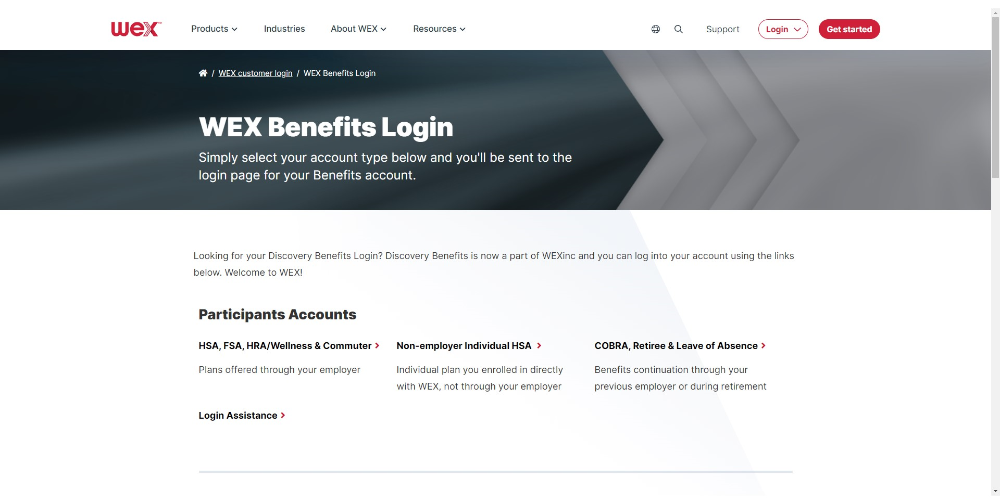 wex™
Products
Industries
About WEX
Resources
Support
Login
Get started
/ WEX customer login / WEX Benefits Login
WEX Benefits Login
Simply select your account type below and you'll be sent to the
login page for your Benefits account.
Looking for your Discovery Benefits Login? Discovery Benefits is now a part of WEXinc and you can log into your account using the links
below. Welcome to WEX!
Participants Accounts
HSA, FSA, HRA/Wellness & Commuter
Plans offered through your employer
Non-employer Individual HSA
Individual plan you enrolled in directly
with WEX, not through your employer
COBRA, Retiree & Leave of Absence
Benefits continuation through your
previous employer or during retirement
Login Assistance